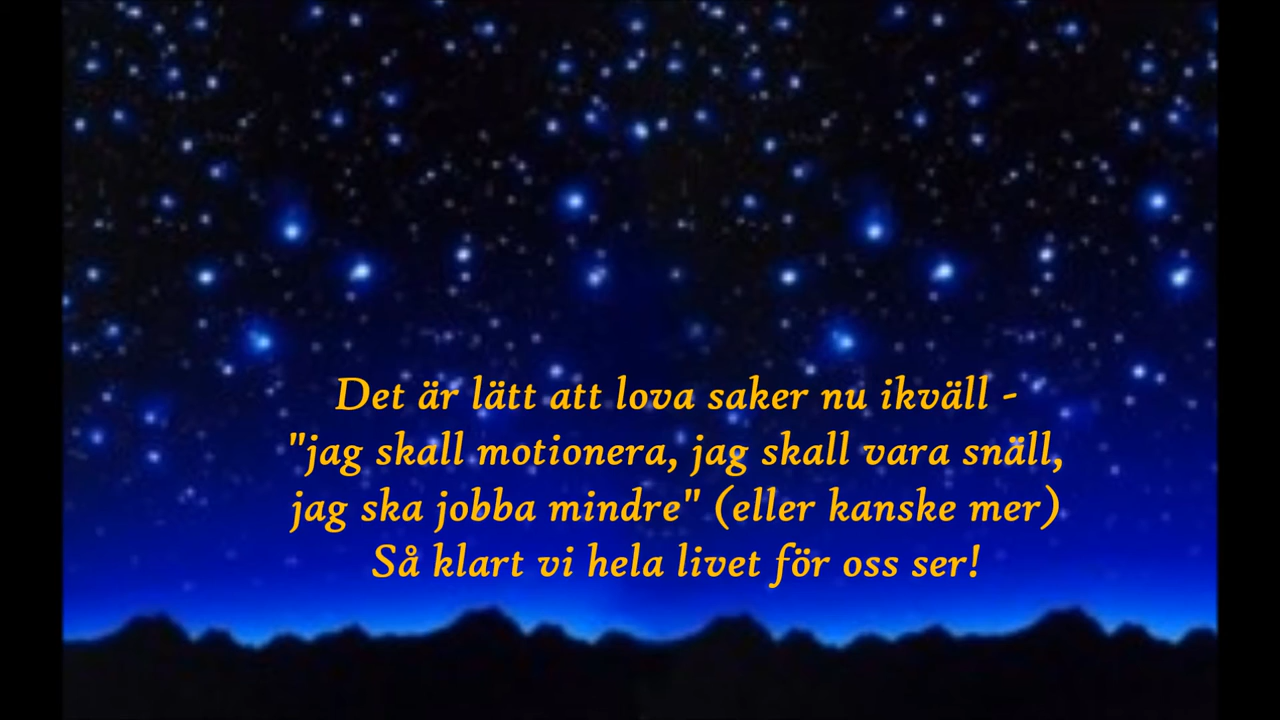 Det är lätt att lova saker nu ikväll -
"jag skall motionera, jag skall vara snäll,
jag ska jobba mindre" (eller kanske mer)
Så klart vi hela livet för oss ser!